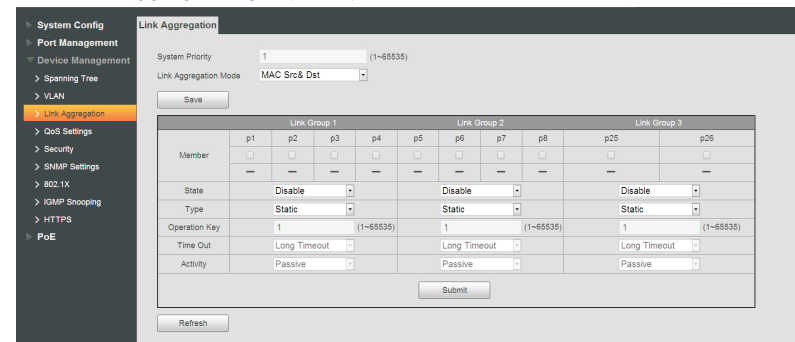 System Config
Port Management
Device Management
> Spanning Tree
> VLAN
> Link Aggregation
> QoS Settings
> Security
> SNMP Settings
> 802.1X
> IGMP Snooping
> HTTPS
PoE
Link Aggregation
System Priority 1 (1~65535)
Link Aggregation Mode MAC Src& Dst
Save
Link Group 1 Link Group 2 Link Group 3
p1 p2 p3 p4 p5 p6 p7 p8 p25 p26
Member
— — — — — — — — — —
State Disable Disable Disable
Type Static Static Static
Operation Key 1 (1~65535) 1 (1~65535) 1 (1~65535)
Time Out Long Timeout Long Timeout Long Timeout
Activity Passive Passive Passive
Submit
Refresh